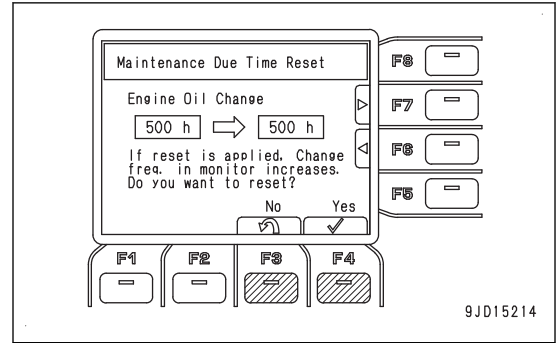 Maintenance Due Time Reset
F8
Engine Oil Change
500 h 500 h
F7
If reset is applied, Change
freq. in monitor increases.
Do you want to reset?
F6
No Yes
F5
F1 F2 F3 F4
9JD15214